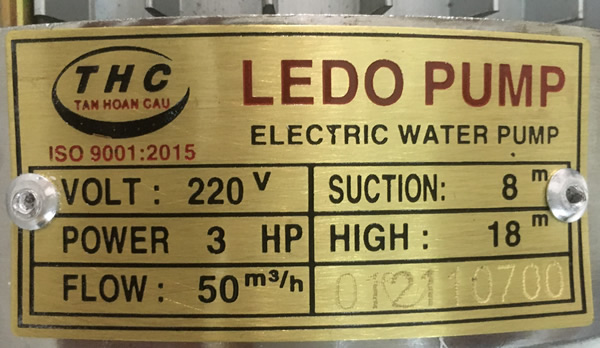 THC
TAN HOAN CAU
ISO 9001:2015
LEDO PUMP
ELECTRIC WATER PUMP
VOLT : 220 V
SUCTION: 8 m
POWER 3 HP
HIGH : 18 m
FLOW : 50 m³/h
012110700